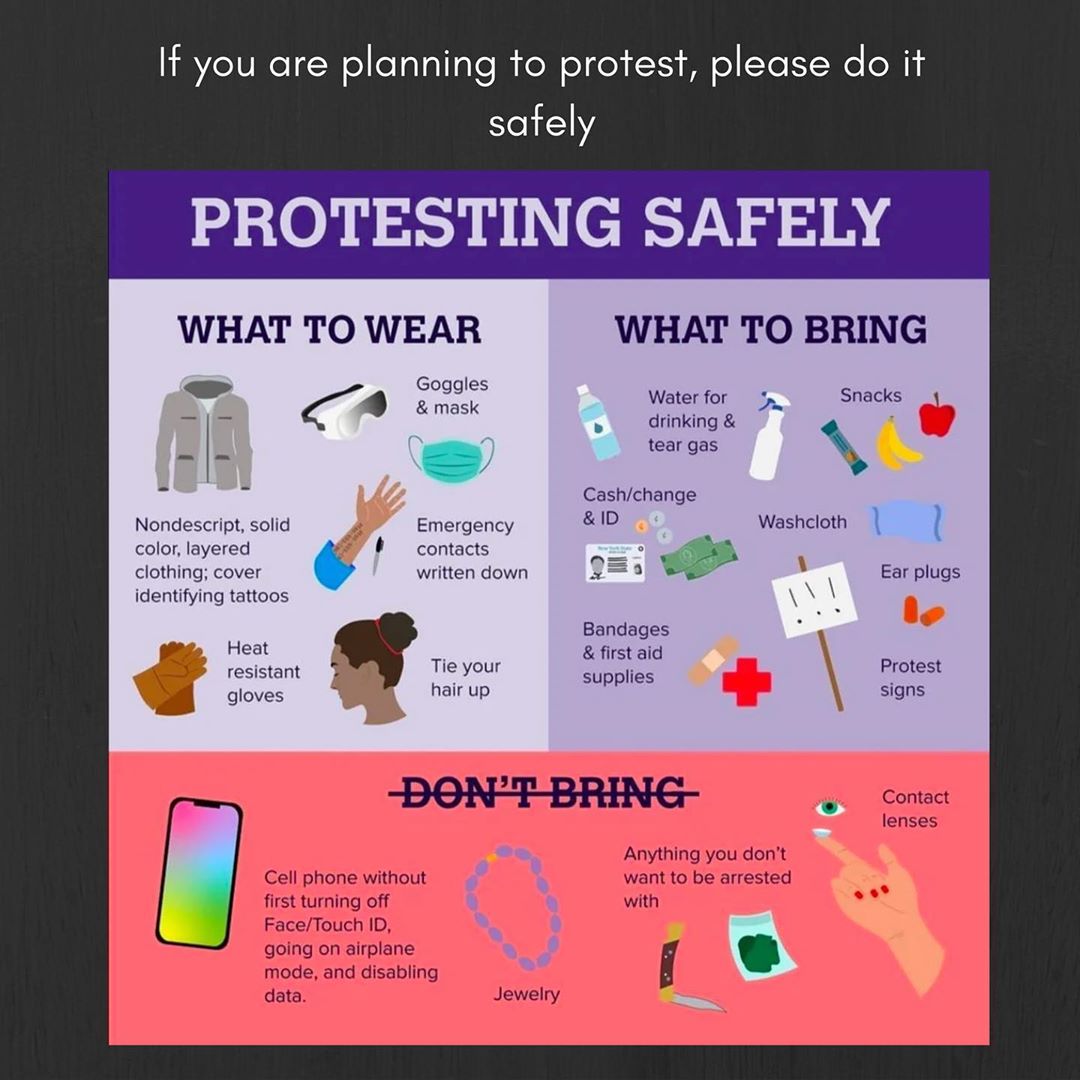 If you are planning to protest, please do it
safely
PROTESTING SAFELY
WHAT TO WEAR
Goggles
& mask
Nondescript, solid
color, layered
clothing; cover
identifying tattoos
Emergency
contacts
written down
Heat
resistant
gloves
Tie your
hair up
WHAT TO BRING
Water for
drinking &
tear gas
Snacks
Cash/change
& ID
New York State
Washcloth
Ear plugs
! ! !
Bandages
& first aid
supplies
Protest
signs
DON'T BRING
Cell phone without
first turning off
Face/Touch ID,
going on airplane
mode, and disabling
data.
Jewelry
Anything you don't
want to be arrested
with
Contact
lenses